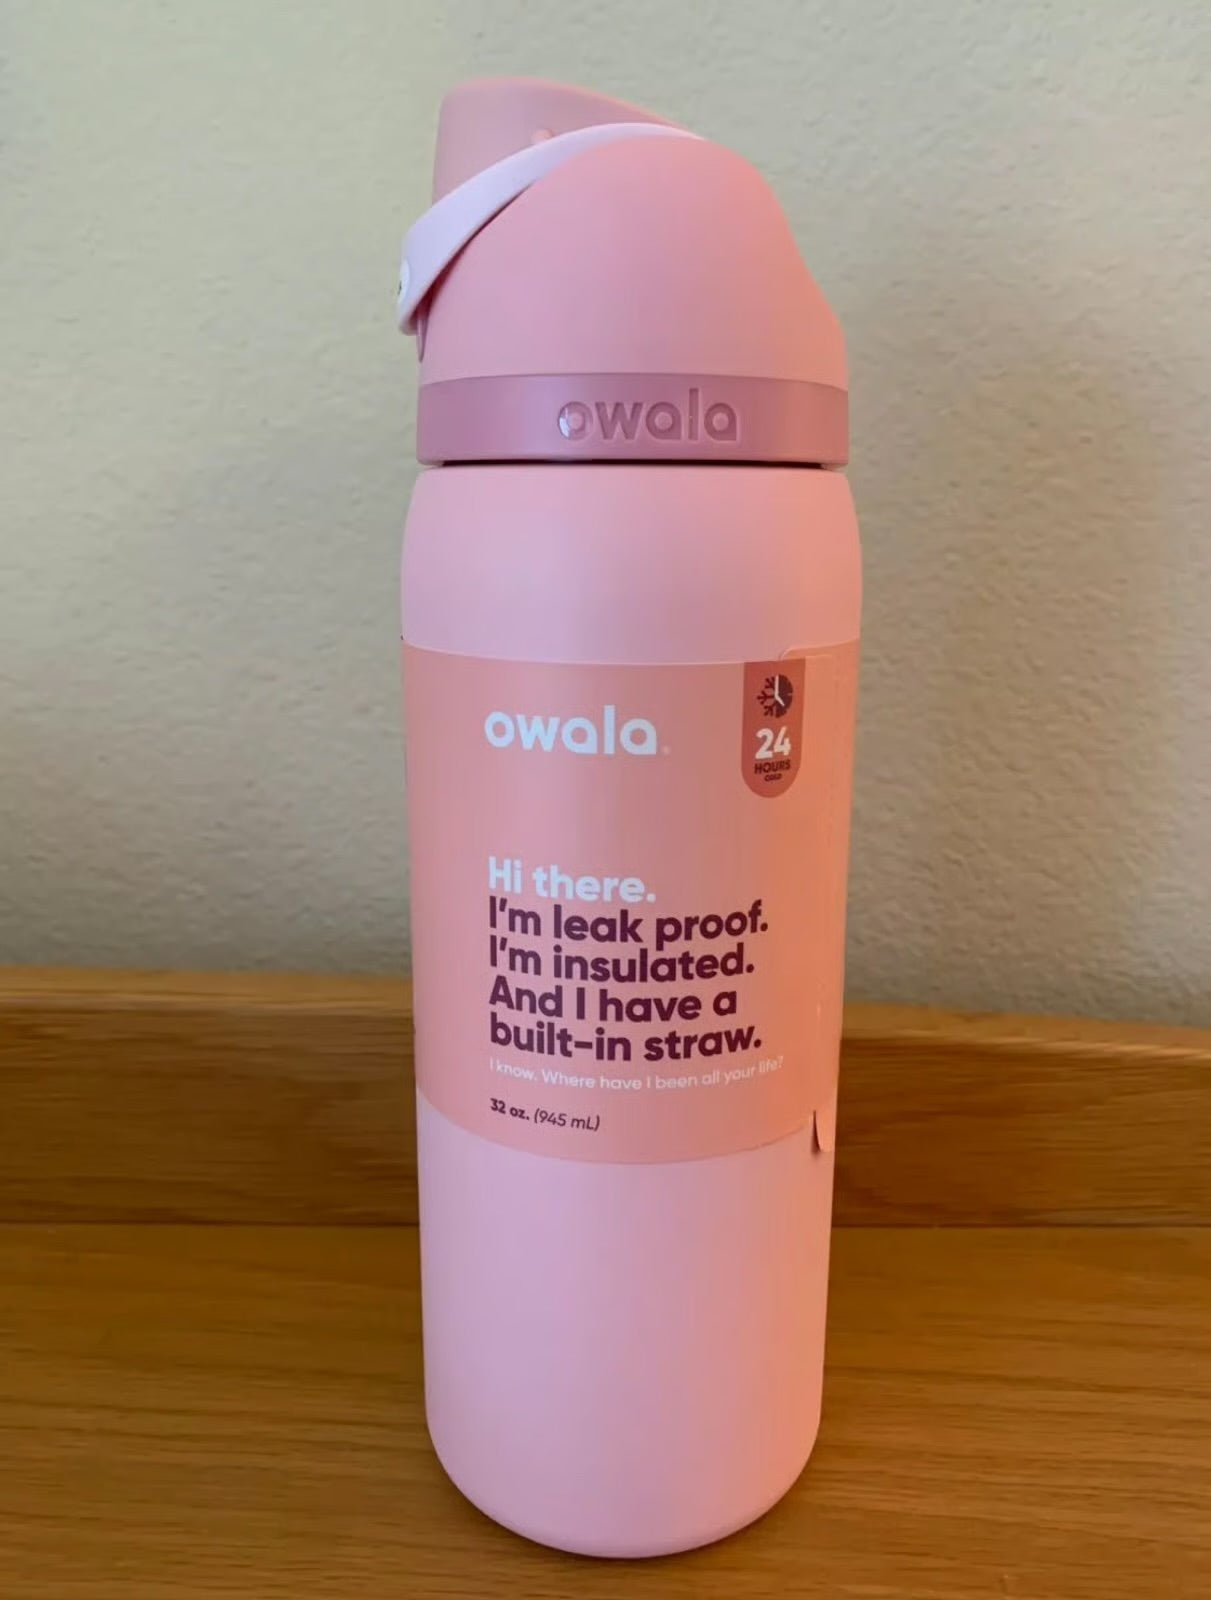 owala
owala
24
HOURS
COLD
Hi there.
I'm leak proof.
I'm insulated.
And I have a
built-in straw.
I know. Where have I been all your life?
32 oz. (945 mL)